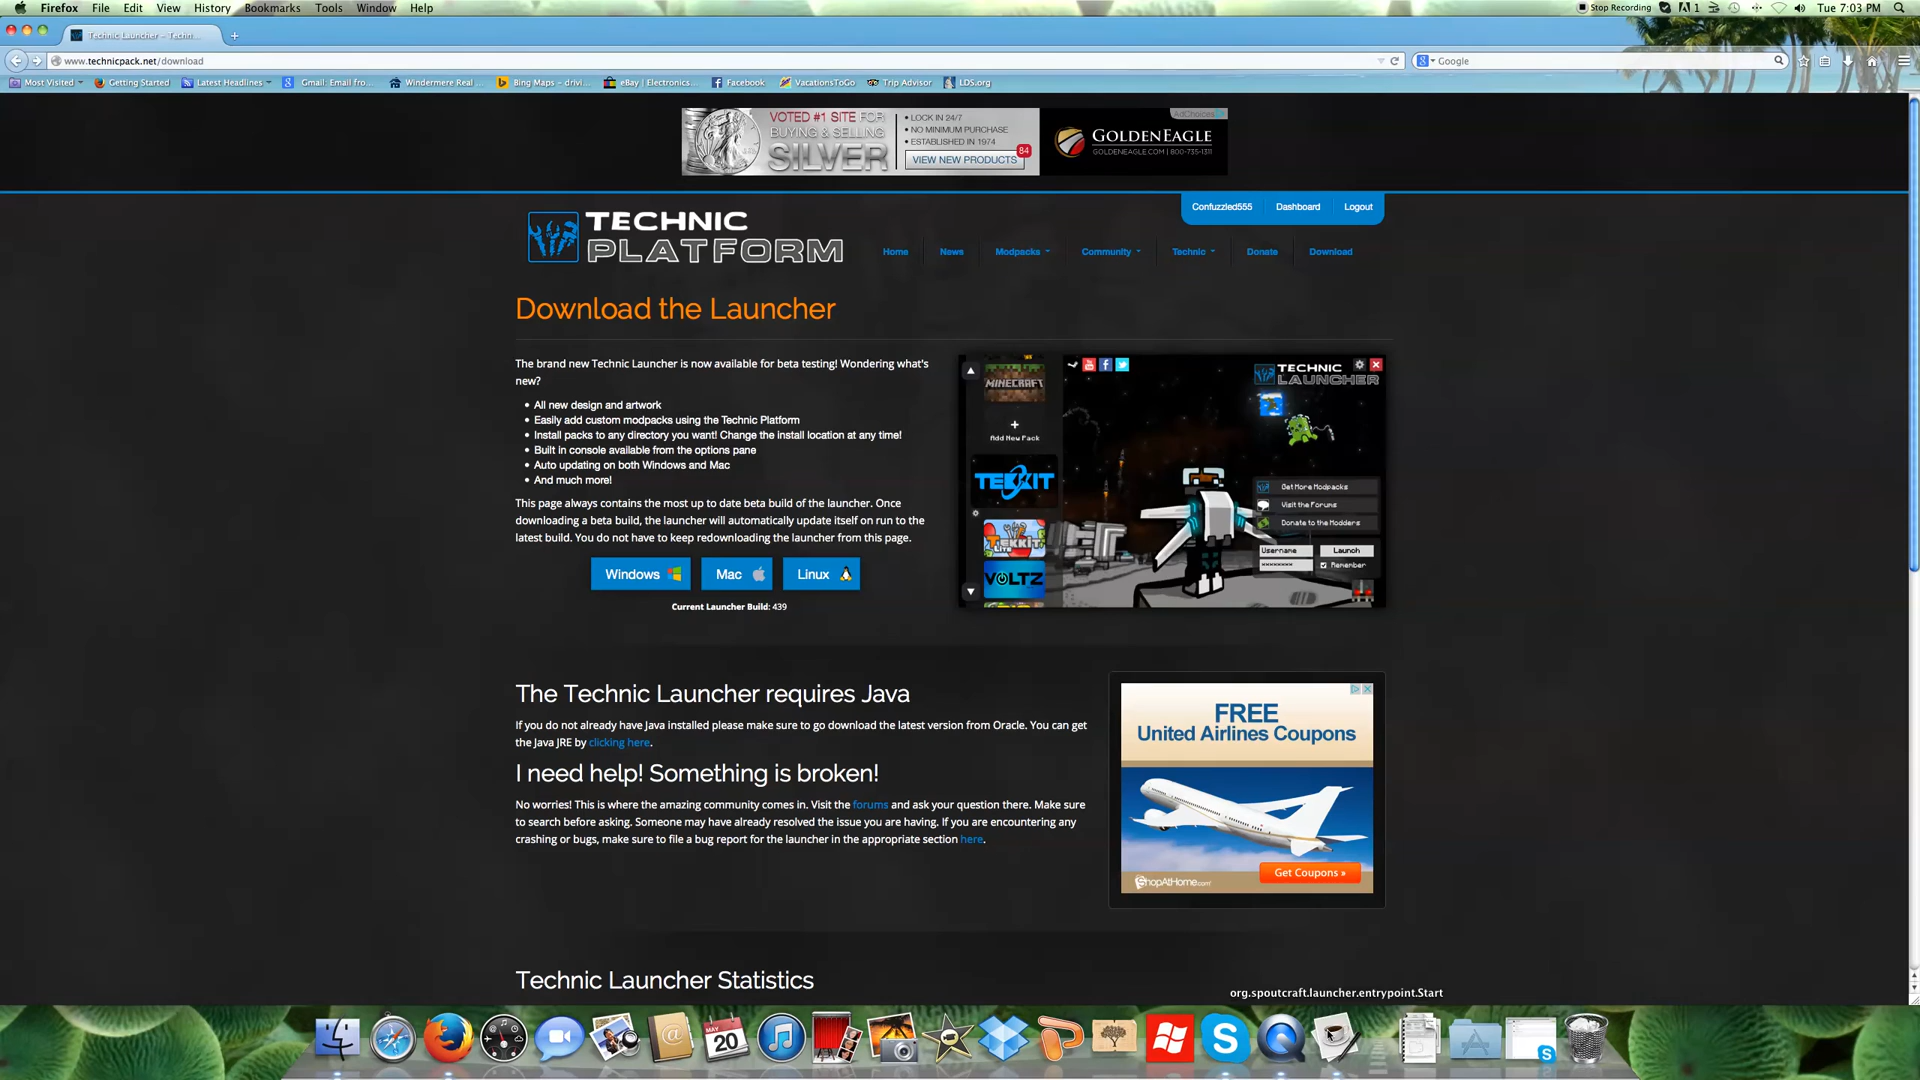 Firefox File Edit View History Bookmarks Tools Window Help
Stop Recording 1 Tue 7:03 PM
Technic Launcher – Techn...
www.technicpack.net/download
Google
Most Visited Getting Started Latest Headlines Gmail: Email fro... Windermere Real ... Bing Maps – drivi... eBay | Electronics... Facebook VacationsToGo Trip Advisor LDS.org
VOTED #1 SITE FOR
BUYING & SELLING
SILVER
• LOCK IN 24/7
• NO MINIMUM PURCHASE
• ESTABLISHED IN 1974
VIEW NEW PRODUCTS
84
AdChoices
GOLDENEAGLE
GOLDENEAGLE.COM | 800-735-1311
Confuzzled555 Dashboard Logout
TECHNIC
PLATFORM
Home News Modpacks Community Technic Donate Download
Download the Launcher
The brand new Technic Launcher is now available for beta testing! Wondering what's
new?
• All new design and artwork
• Easily add custom modpacks using the Technic Platform
• Install packs to any directory you want! Change the install location at any time!
• Built in console available from the options pane
• Auto updating on both Windows and Mac
• And much more!
This page always contains the most up to date beta build of the launcher. Once
downloading a beta build, the launcher will automatically update itself on run to the
latest build. You do not have to keep redownloading the launcher from this page.
Windows Mac Linux
Current Launcher Build: 439
MINECRAFT
Add New Pack
TEKKIT
TEKKIT
LITE
VOLTZ
TECHNIC
LAUNCHER
Get More Modpacks
Visit the Forums
Donate to the Modders
Username Launch
******** Remember
The Technic Launcher requires Java
If you do not already have Java installed please make sure to go download the latest version from Oracle. You can get
the Java JRE by clicking here.
I need help! Something is broken!
No worries! This is where the amazing community comes in. Visit the forums and ask your question there. Make sure
to search before asking. Someone may have already resolved the issue you are having. If you are encountering any
crashing or bugs, make sure to file a bug report for the launcher in the appropriate section here.
FREE
United Airlines Coupons
ShopAtHome.com
Get Coupons »
Technic Launcher Statistics
org.spoutcraft.launcher.entrypoint.Start
MAY
20